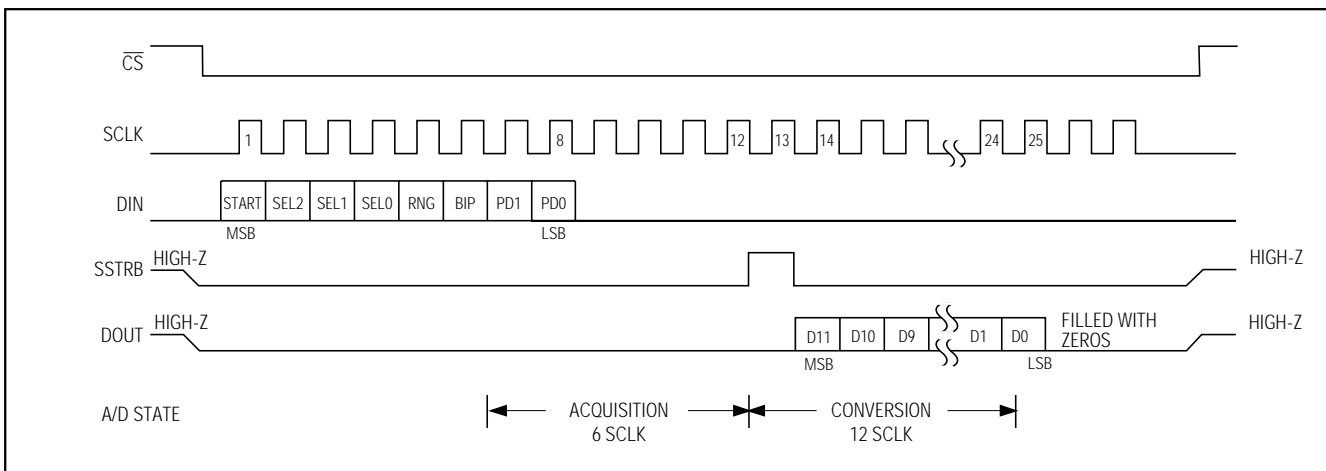 CS
SCLK
1 8 12 13 14 24 25
DIN
START SEL2 SEL1 SEL0 RNG BIP PD1 PD0
MSB LSB
SSTRB HIGH-Z HIGH-Z
DOUT HIGH-Z HIGH-Z
D11 D10 D9 D1 D0
FILLED WITH
ZEROS
MSB LSB
A/D STATE
ACQUISITION
6 SCLK
CONVERSION
12 SCLK